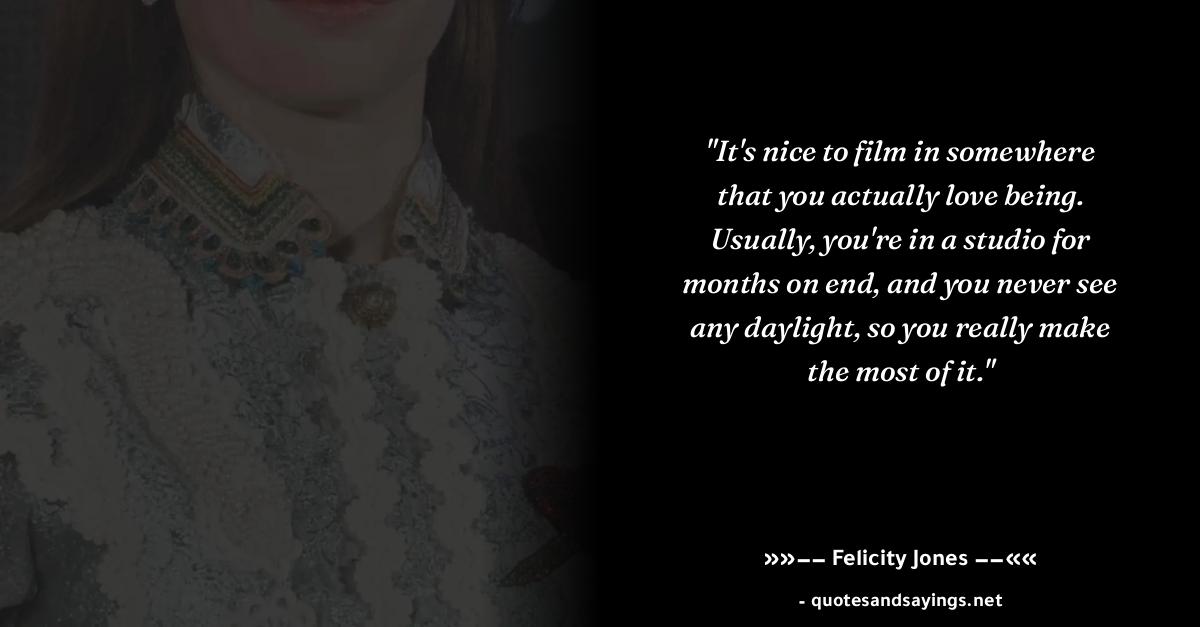 "It's nice to film in somewhere
that you actually love being.
Usually, you're in a studio for
months on end, and you never see
any daylight, so you really make
the most of it."
»»–– Felicity Jones ––««
- quotesandsayings.net